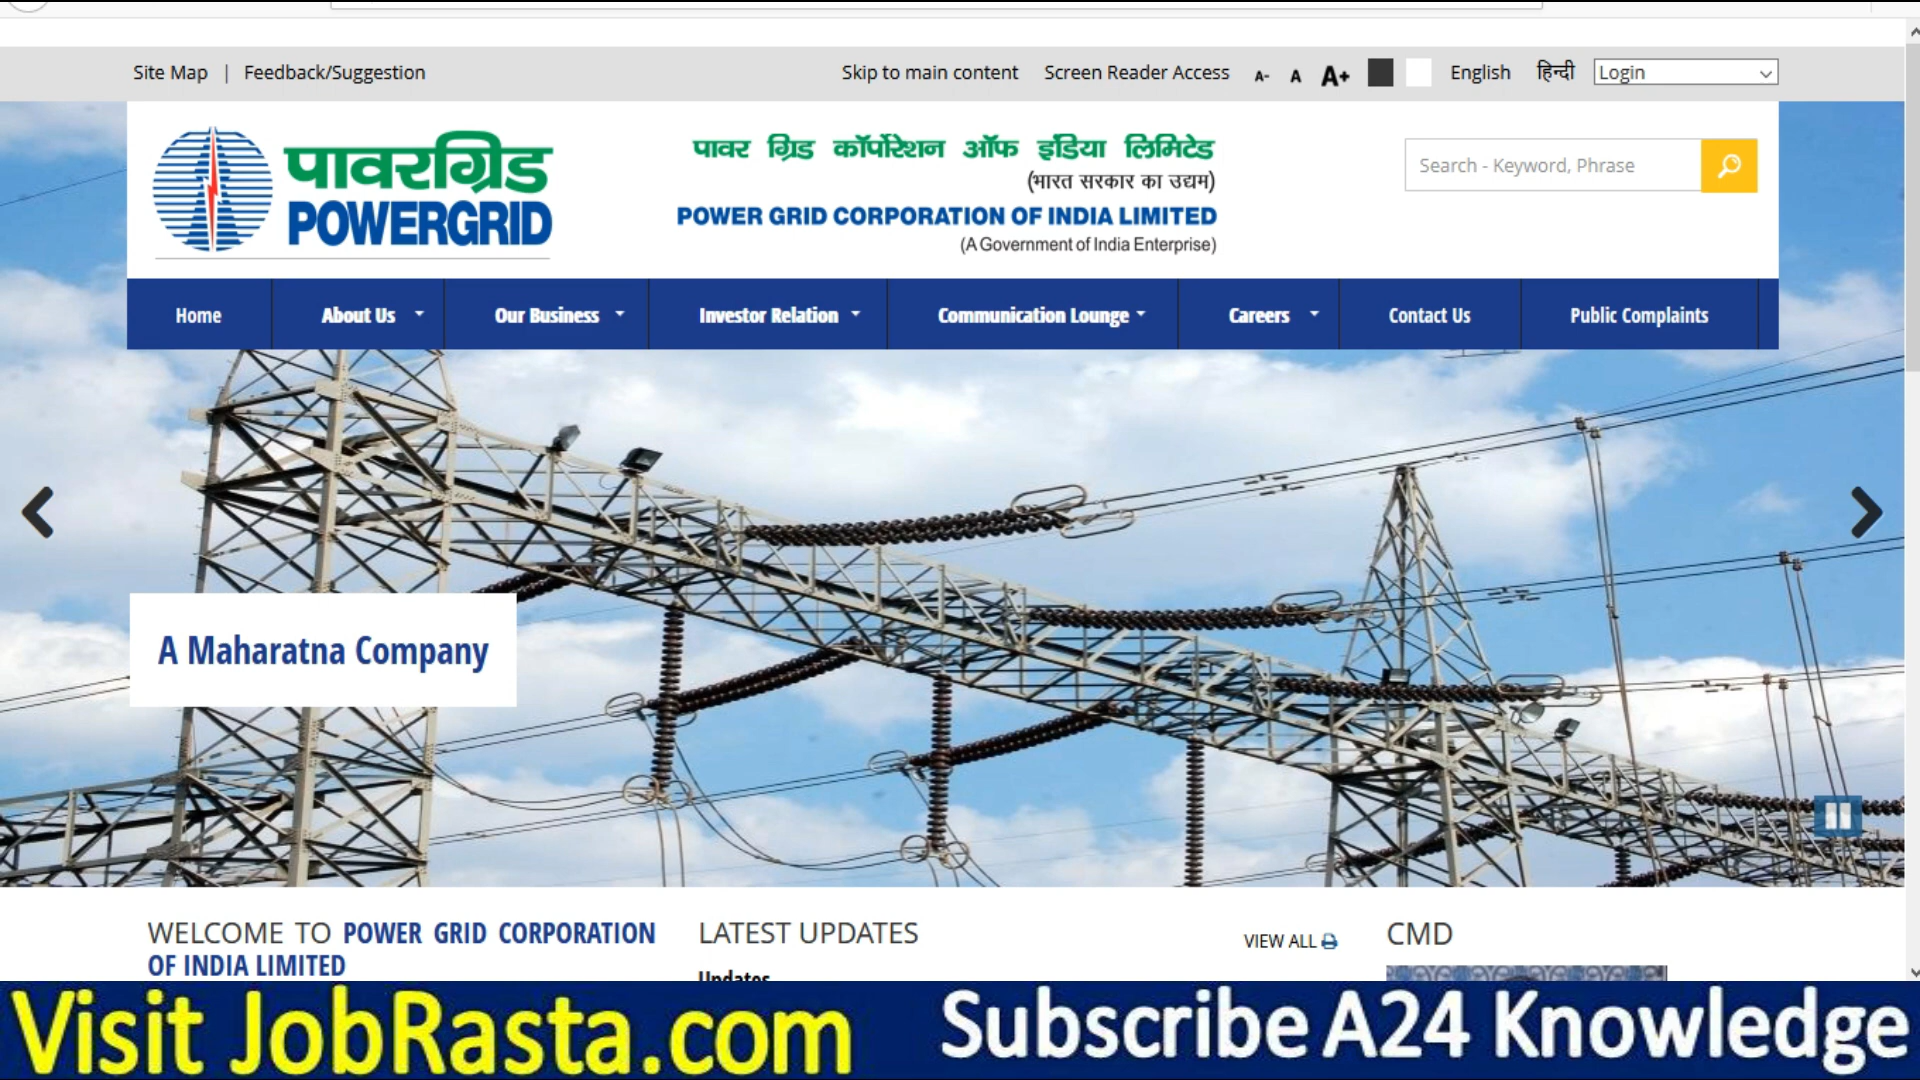 Site Map | Feedback/Suggestion
Skip to main content Screen Reader Access A- A A+ English हिन्दी Login
पावरग्रिड
POWERGRID
पावर ग्रिड कॉर्पोरेशन ऑफ इंडिया लिमिटेड
(भारत सरकार का उद्यम)
POWER GRID CORPORATION OF INDIA LIMITED
(A Government of India Enterprise)
Search - Keyword, Phrase
Home About Us Our Business Investor Relation Communication Lounge Careers Contact Us Public Complaints
A Maharatna Company
WELCOME TO POWER GRID CORPORATION
OF INDIA LIMITED
LATEST UPDATES
VIEW ALL
Updates
CMD
Visit JobRasta.com
Subscribe A24 Knowledge